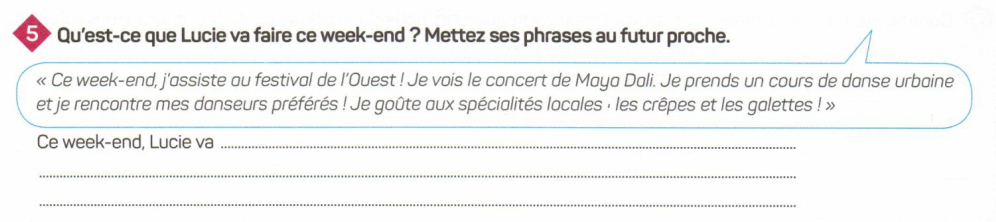 5 Qu'est-ce que Lucie va faire ce week-end ? Mettez ses phrases au futur proche.
« Ce week-end, j'assiste au festival de l'Ouest ! Je vois le concert de Maya Dali. Je prends un cours de danse urbaine
et je rencontre mes danseurs préférés ! Je goûte aux spécialités locales : les crêpes et les galettes ! »
Ce week-end, Lucie va